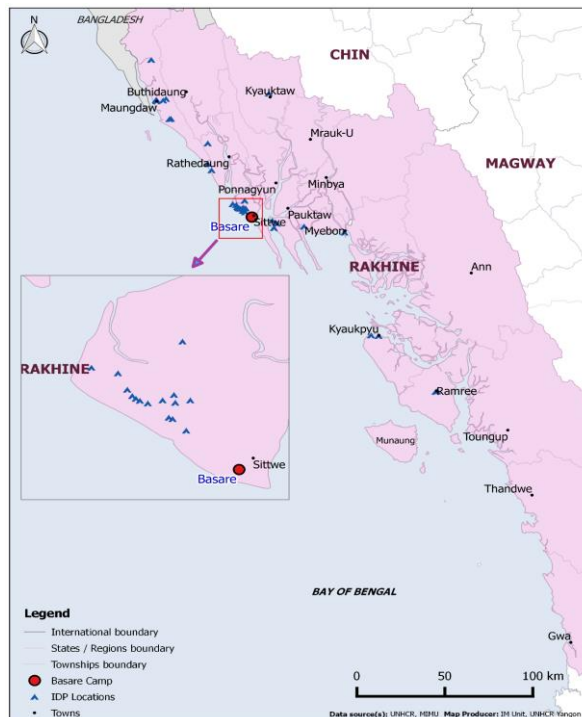 N
BANGLADESH
CHIN
Buthidaung
Maungdaw
Kyauktaw
Mrauk-U
MAGWAY
Rathedaung
Ponnagyun
Minbya
Pauktaw
Basare
Sittwe
Myebon
RAKHINE
Ann
Kyaukpyu
RAKHINE
Ramree
Munaung
Toungup
Sittwe
Basare
Thandwe
BAY OF BENGAL
Gwa
Legend
International boundary
States / Regions boundary
Townships boundary
Basare Camp
IDP Locations
Towns
0 50 100 km
Data source(s): UNHCR, MIMU Map Producer: IM Unit, UNHCR Yangon